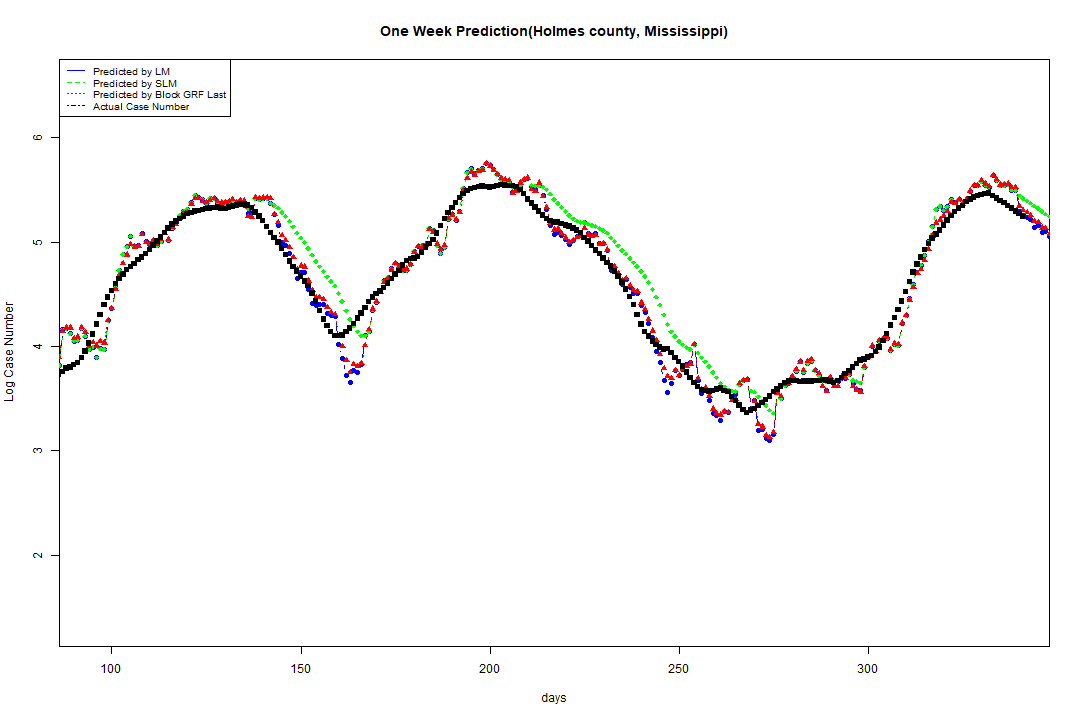 One Week Prediction(Holmes county, Mississippi)
Predicted by LM
Predicted by SLM
Predicted by Block GRF Last
Actual Case Number
6
5
4
3
2
Log Case Number
100 150 200 250 300
days